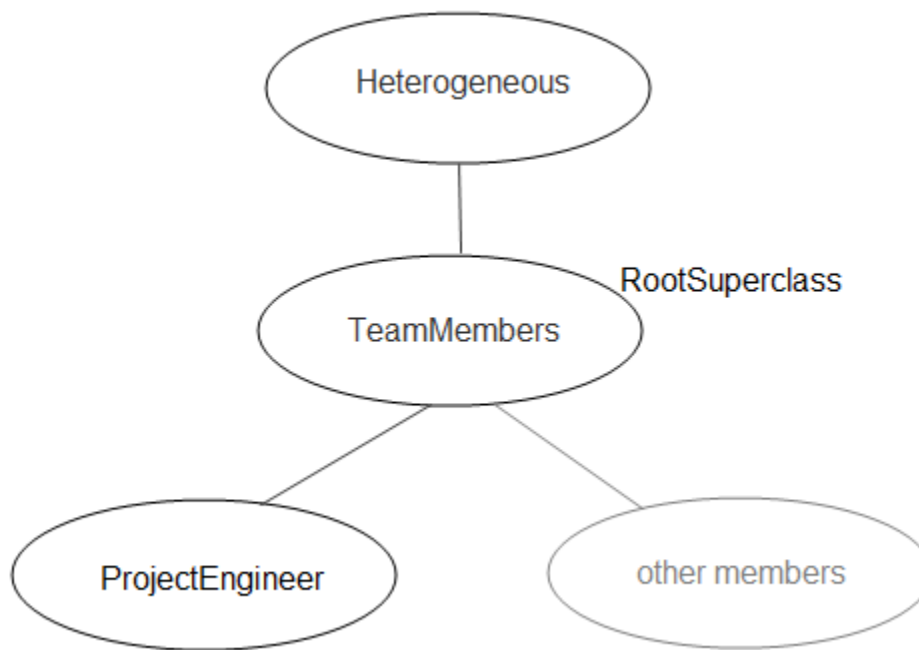 Heterogeneous
RootSuperclass
TeamMembers
ProjectEngineer
other members